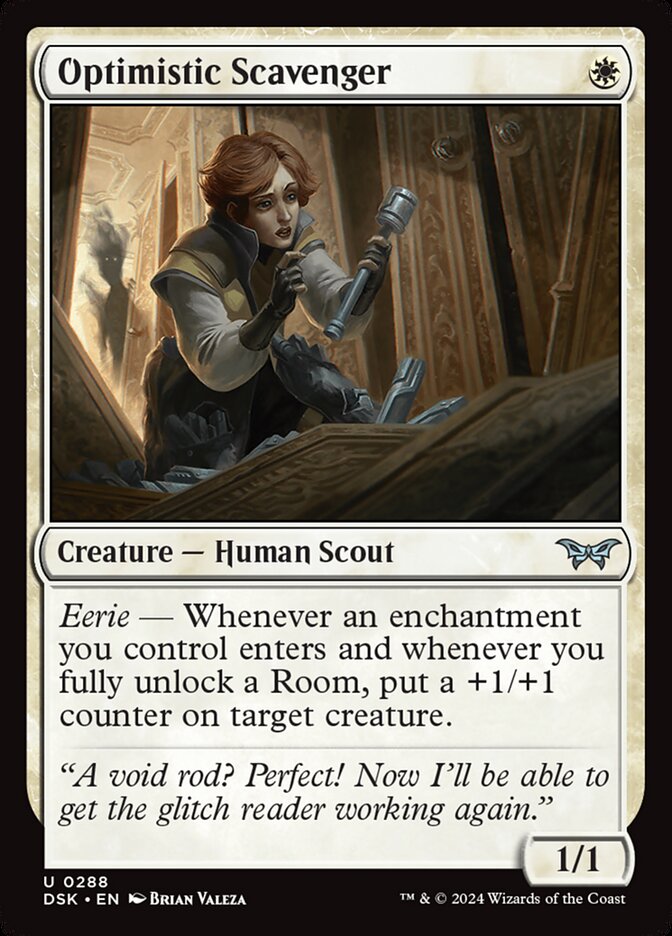 Optimistic Scavenger
Creature — Human Scout
Eerie — Whenever an enchantment
you control enters and whenever you
fully unlock a Room, put a +1/+1
counter on target creature.
“A void rod? Perfect! Now I’ll be able to
get the glitch reader working again.”
1/1
U 0288
DSK • EN Brian Valeza
™ & © 2024 Wizards of the Coast